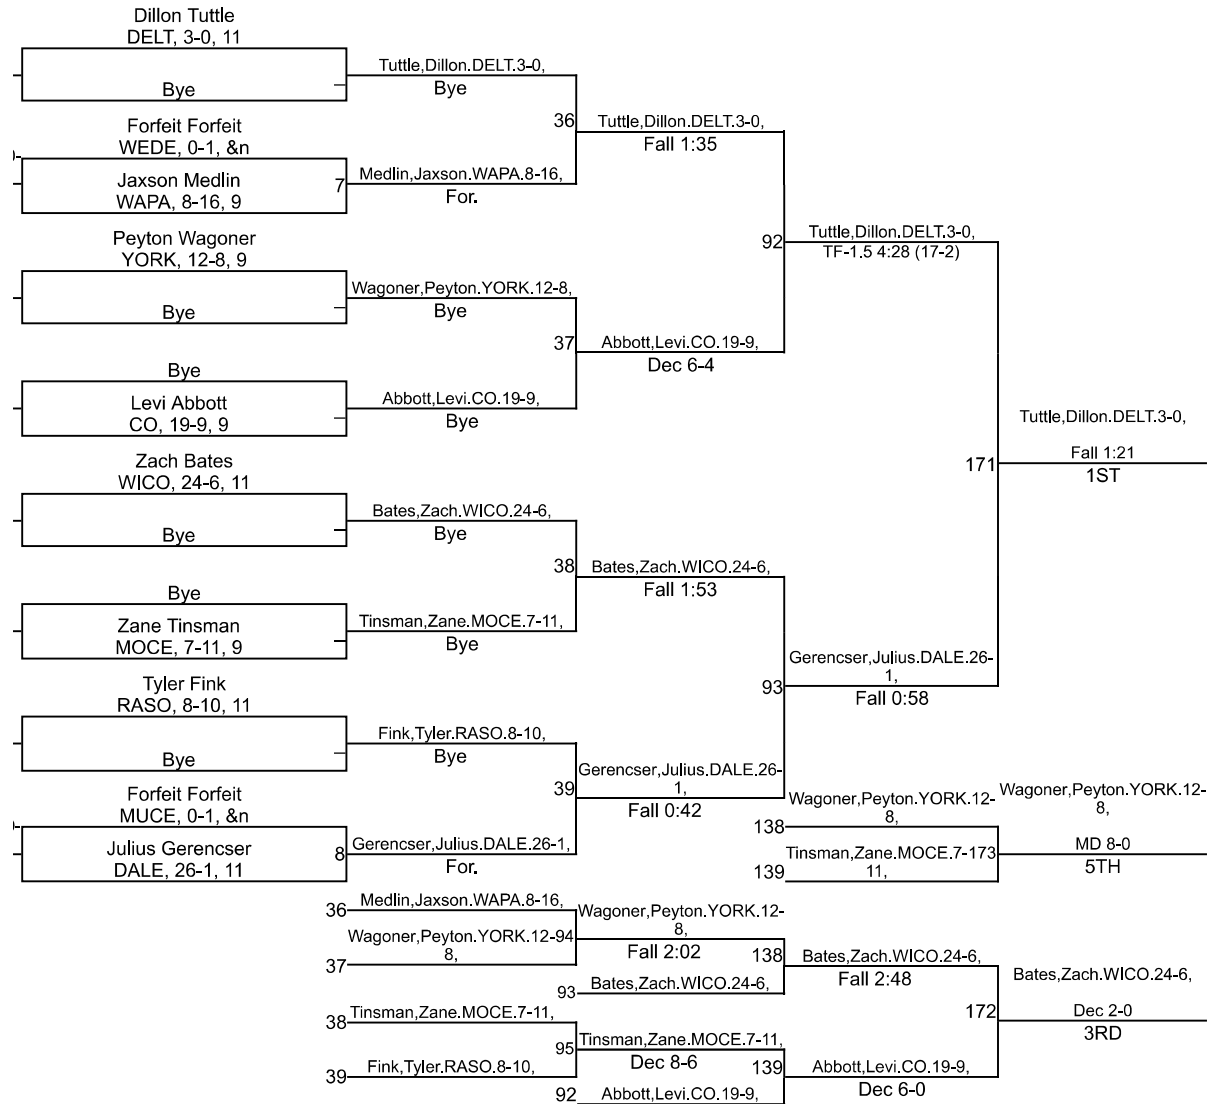 Dillon Tuttle
DELT, 3-0, 11
Bye
Tuttle,Dillon.DELT.3-0,
Bye
Forfeit Forfeit
WEDE, 0-1, &n
Jaxson Medlin
WAPA, 8-16, 9
7
Medlin,Jaxson.WAPA.8-16,
For.
36
Tuttle,Dillon.DELT.3-0,
Fall 1:35
Peyton Wagoner
YORK, 12-8, 9
Bye
Wagoner,Peyton.YORK.12-8,
Bye
Bye
Levi Abbott
CO, 19-9, 9
Abbott,Levi.CO.19-9,
Bye
37
Abbott,Levi.CO.19-9,
Dec 6-4
92
Tuttle,Dillon.DELT.3-0,
TF-1.5 4:28 (17-2)
Zach Bates
WICO, 24-6, 11
Bye
Bates,Zach.WICO.24-6,
Bye
Bye
Zane Tinsman
MOCE, 7-11, 9
Tinsman,Zane.MOCE.7-11,
Bye
38
Bates,Zach.WICO.24-6,
Fall 1:53
Tyler Fink
RASO, 8-10, 11
Bye
Fink,Tyler.RASO.8-10,
Bye
Forfeit Forfeit
MUCE, 0-1, &n
Julius Gerencser
DALE, 26-1, 11
8
Gerencser,Julius.DALE.26-1,
For.
39
Gerencser,Julius.DALE.26-
1,
Fall 0:42
93
Gerencser,Julius.DALE.26-
1,
Fall 0:58
171
Tuttle,Dillon.DELT.3-0,
Fall 1:21
1ST
138
Wagoner,Peyton.YORK.12-
8,
139
Tinsman,Zane.MOCE.7-173
11,
Wagoner,Peyton.YORK.12-
8,
MD 8-0
5TH
36
Medlin,Jaxson.WAPA.8-16,
37
Wagoner,Peyton.YORK.12-94
8,
Wagoner,Peyton.YORK.12-
8,
Fall 2:02
93
Bates,Zach.WICO.24-6,
138
Bates,Zach.WICO.24-6,
Fall 2:48
38
Tinsman,Zane.MOCE.7-11,
39
Fink,Tyler.RASO.8-10,
95
Tinsman,Zane.MOCE.7-11,
Dec 8-6
92
Abbott,Levi.CO.19-9,
139
Abbott,Levi.CO.19-9,
Dec 6-0
172
Bates,Zach.WICO.24-6,
Dec 2-0
3RD